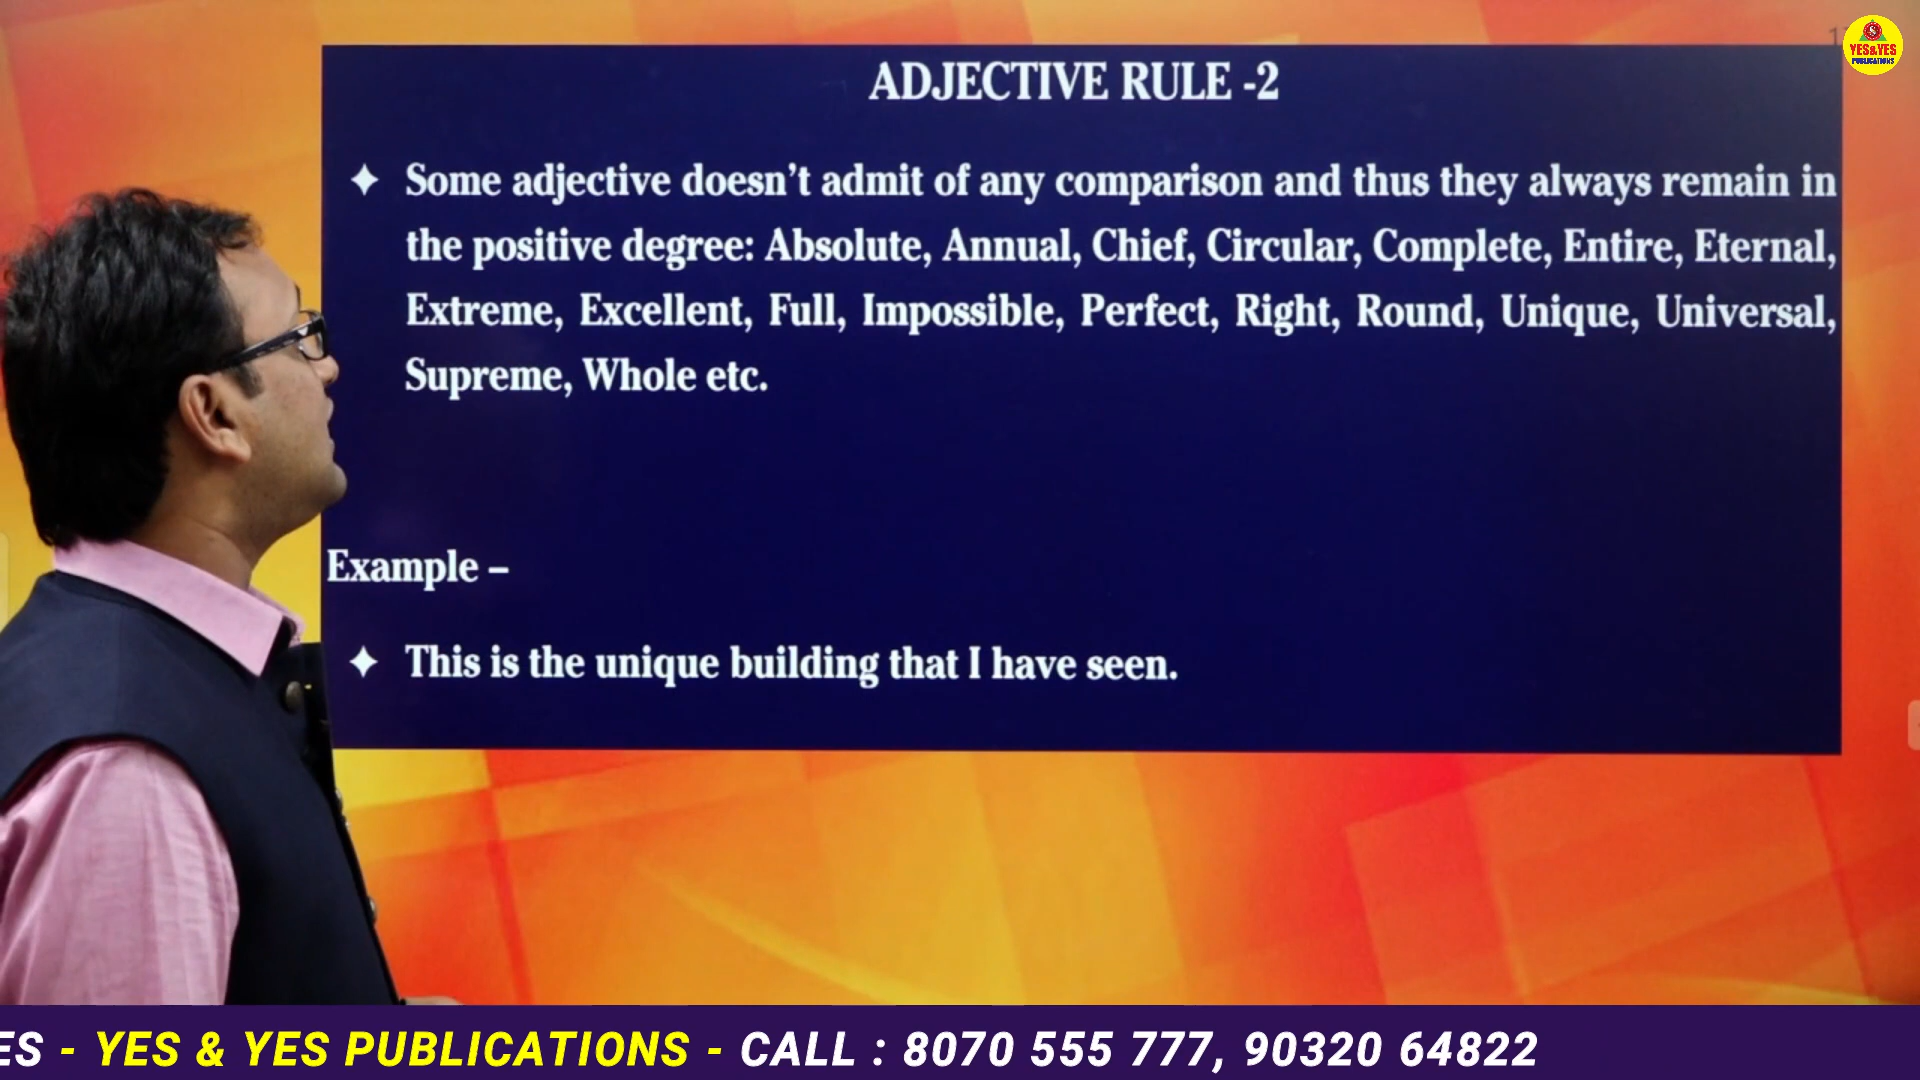 ADJECTIVE RULE -2
✦ Some adjective doesn't admit of any comparison and thus they always remain in
the positive degree: Absolute, Annual, Chief, Circular, Complete, Entire, Eternal,
Extreme, Excellent, Full, Impossible, Perfect, Right, Round, Unique, Universal,
Supreme, Whole etc.
Example –
✦ This is the unique building that I have seen.
YES&YES
PUBLICATIONS
ES - YES & YES PUBLICATIONS - CALL : 8070 555 777, 90320 64822